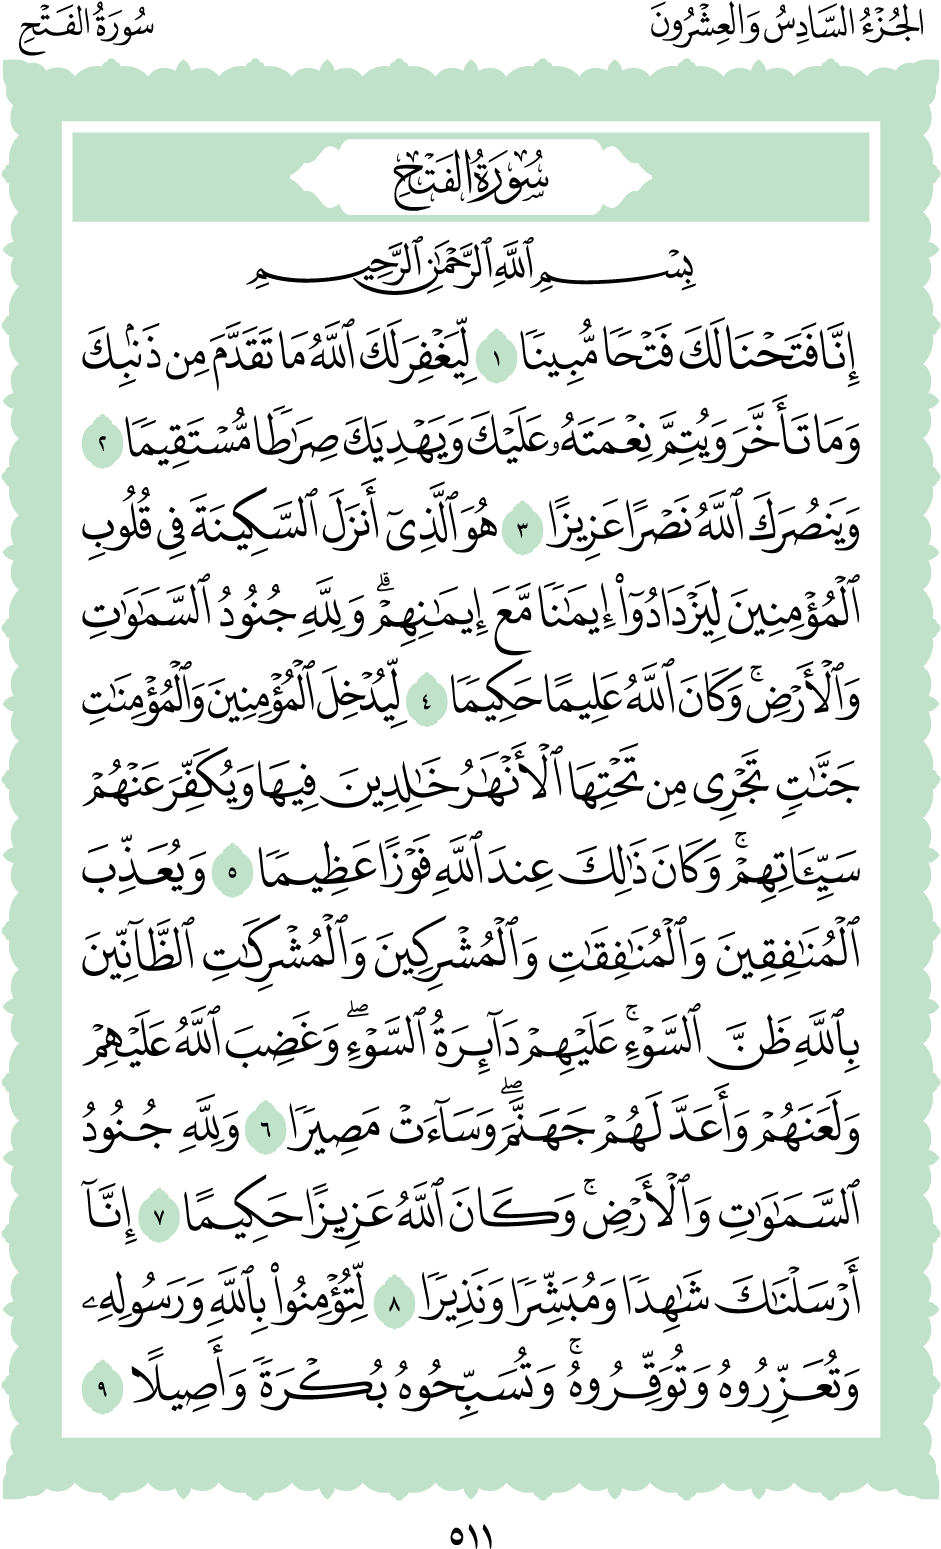 الجُزْءُ السَّادِسُ وَالعِشْرُونَ
سُورَةُ الفَتْحِ
سُورَةُ الفَتْحِ
بِسْمِ ٱللَّهِ ٱلرَّحْمَٰنِ ٱلرَّحِيمِ
إِنَّا فَتَحْنَا لَكَ فَتْحًا مُّبِينًا ١ لِّيَغْفِرَ لَكَ ٱللَّهُ مَا تَقَدَّمَ مِن ذَنۢبِكَ
وَمَا تَأَخَّرَ وَيُتِمَّ نِعْمَتَهُۥ عَلَيْكَ وَيَهْدِيَكَ صِرَٰطًا مُّسْتَقِيمًا ٢
وَيَنصُرَكَ ٱللَّهُ نَصْرًا عَزِيزًا ٣ هُوَ ٱلَّذِىٓ أَنزَلَ ٱلسَّكِينَةَ فِى قُلُوبِ
ٱلْمُؤْمِنِينَ لِيَزْدَادُوٓا۟ إِيمَٰنًا مَّعَ إِيمَٰنِهِمْ ۗ وَلِلَّهِ جُنُودُ ٱلسَّمَٰوَٰتِ
وَٱلْأَرْضِ ۚ وَكَانَ ٱللَّهُ عَلِيمًا حَكِيمًا ٤ لِّيُدْخِلَ ٱلْمُؤْمِنِينَ وَٱلْمُؤْمِنَٰتِ
جَنَّٰتٍ تَجْرِى مِن تَحْتِهَا ٱلْأَنْهَٰرُ خَٰلِدِينَ فِيهَا وَيُكَفِّرَ عَنْهُمْ
سَيِّـَٔاتِهِمْ ۚ وَكَانَ ذَٰلِكَ عِندَ ٱللَّهِ فَوْزًا عَظِيمًا ٥ وَيُعَذِّبَ
ٱلْمُنَٰفِقِينَ وَٱلْمُنَٰفِقَٰتِ وَٱلْمُشْرِكِينَ وَٱلْمُشْرِكَٰتِ ٱلظَّآنِّينَ
بِٱللَّهِ ظَنَّ ٱلسَّوْءِ ۚ عَلَيْهِمْ دَآئِرَةُ ٱلسَّوْءِ ۖ وَغَضِبَ ٱللَّهُ عَلَيْهِمْ
وَلَعَنَهُمْ وَأَعَدَّ لَهُمْ جَهَنَّمَ ۖ وَسَآءَتْ مَصِيرًا ٦ وَلِلَّهِ جُنُودُ
ٱلسَّمَٰوَٰتِ وَٱلْأَرْضِ ۚ وَكَانَ ٱللَّهُ عَزِيزًا حَكِيمًا ٧ إِنَّآ
أَرْسَلْنَٰكَ شَٰهِدًا وَمُبَشِّرًا وَنَذِيرًا ٨ لِّتُؤْمِنُوا۟ بِٱللَّهِ وَرَسُولِهِۦ
وَتُعَزِّرُوهُ وَتُوَقِّرُوهُ ۚ وَتُسَبِّحُوهُ بُكْرَةً وَأَصِيلًا ٩
٥١١